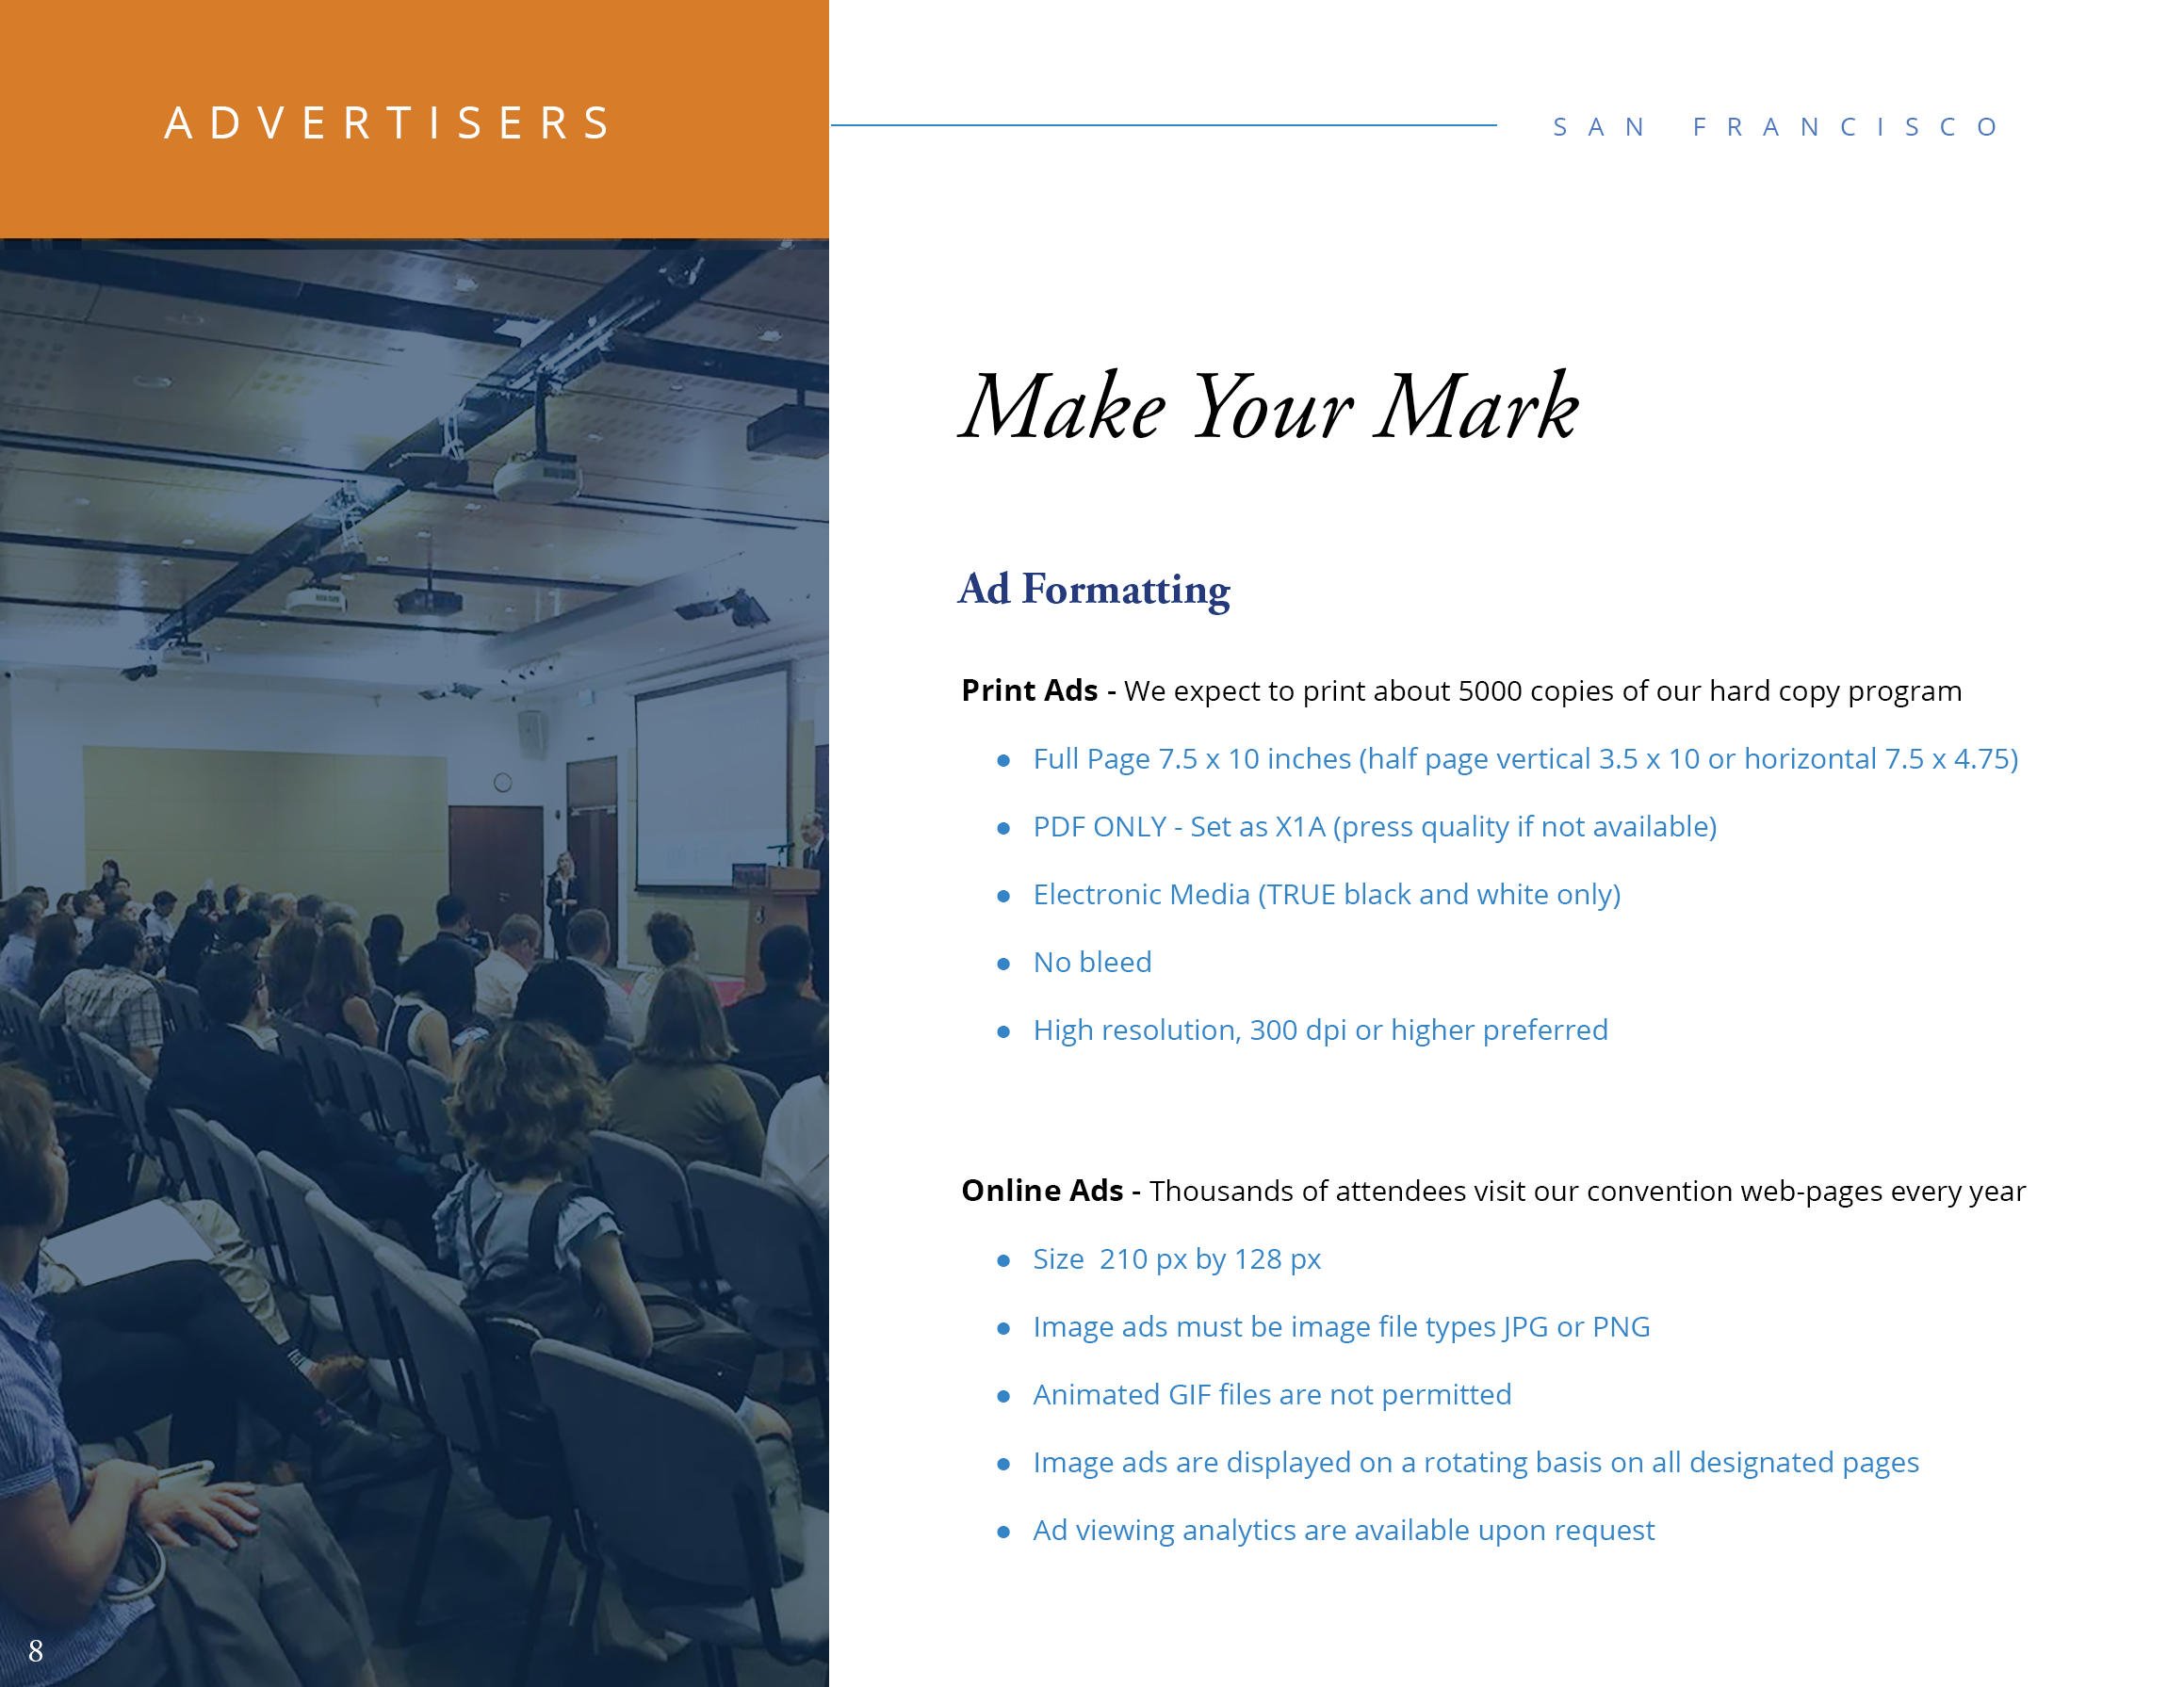 ADVERTISERS
SAN FRANCISCO
Make Your Mark
Ad Formatting
Print Ads - We expect to print about 5000 copies of our hard copy program
● Full Page 7.5 x 10 inches (half page vertical 3.5 x 10 or horizontal 7.5 x 4.75)
● PDF ONLY - Set as X1A (press quality if not available)
● Electronic Media (TRUE black and white only)
● No bleed
● High resolution, 300 dpi or higher preferred
Online Ads - Thousands of attendees visit our convention web-pages every year
● Size  210 px by 128 px
● Image ads must be image file types JPG or PNG
● Animated GIF files are not permitted
● Image ads are displayed on a rotating basis on all designated pages
● Ad viewing analytics are available upon request
8